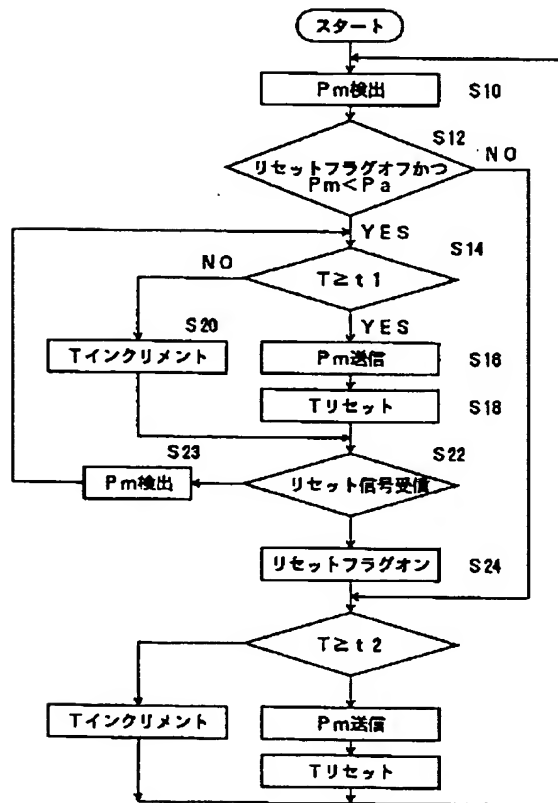 スタート
Pm検出
S10
S12
リセットフラグオフかつ
Pm<Pa
NO
YES
S14
NO
T≥t1
S20
YES
Tインクリメント
Pm送信
S16
Tリセット
S18
S23
S22
Pm検出
リセット信号受信
リセットフラグオン
S24
T≥t2
Tインクリメント
Pm送信
Tリセット